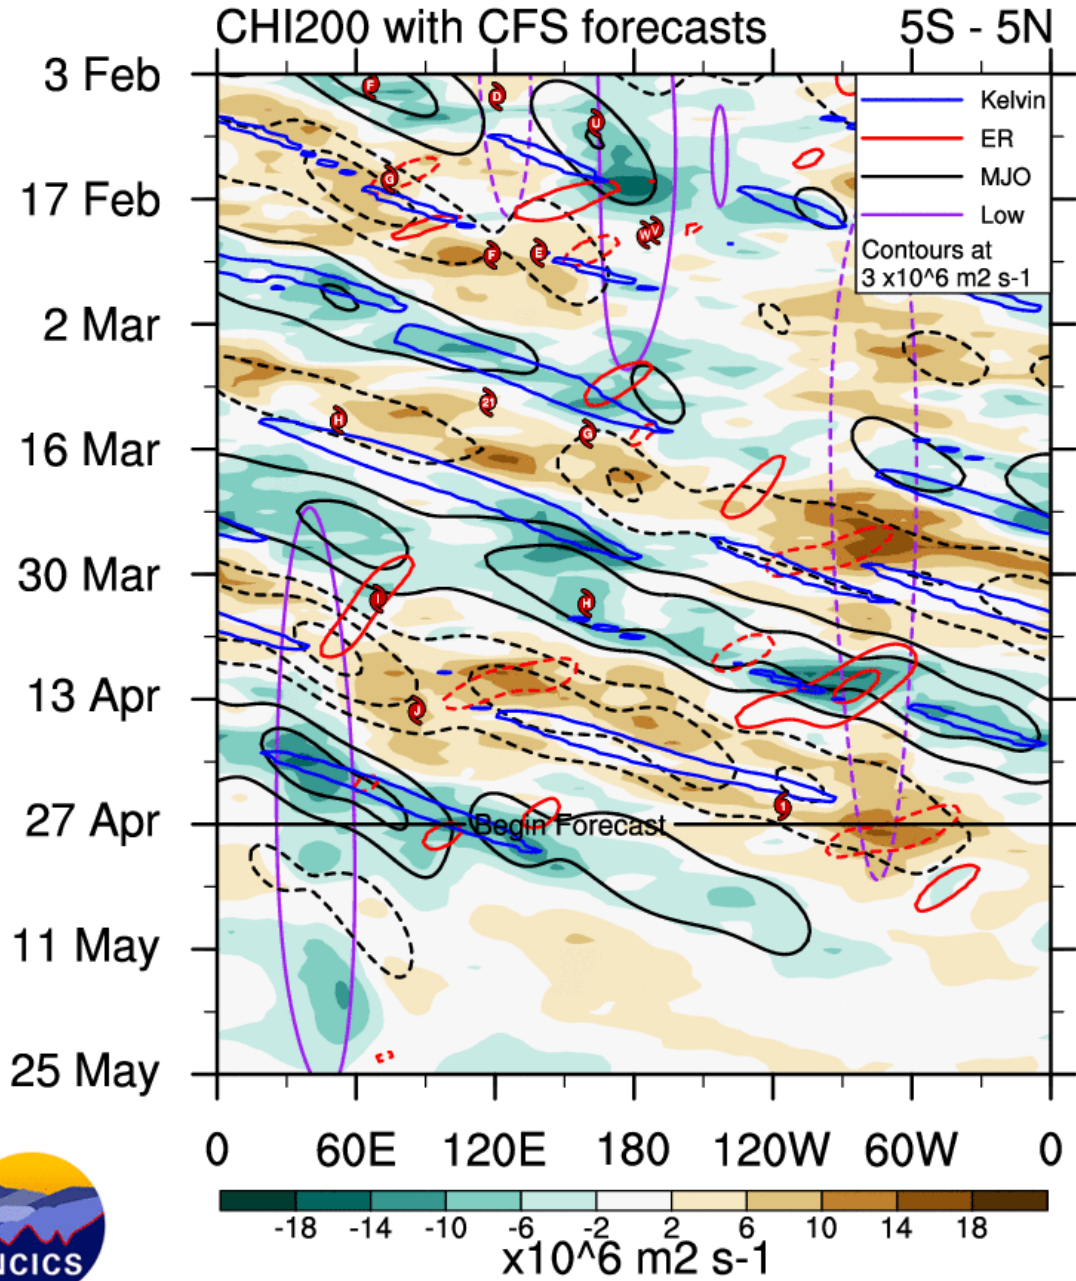 CHI200 with CFS forecasts 5S - 5N
3 Feb
17 Feb
2 Mar
16 Mar
30 Mar
13 Apr
27 Apr
11 May
25 May
Kelvin
ER
MJO
Low
Contours at
3 x10^6 m2 s-1
F D
U
G
W V
F E
21
H G
I H
J
1
Begin Forecast
0 60E 120E 180 120W 60W 0
-18 -14 -10 -6 -2 2 6 10 14 18
x10^6 m2 s-1
NCICS